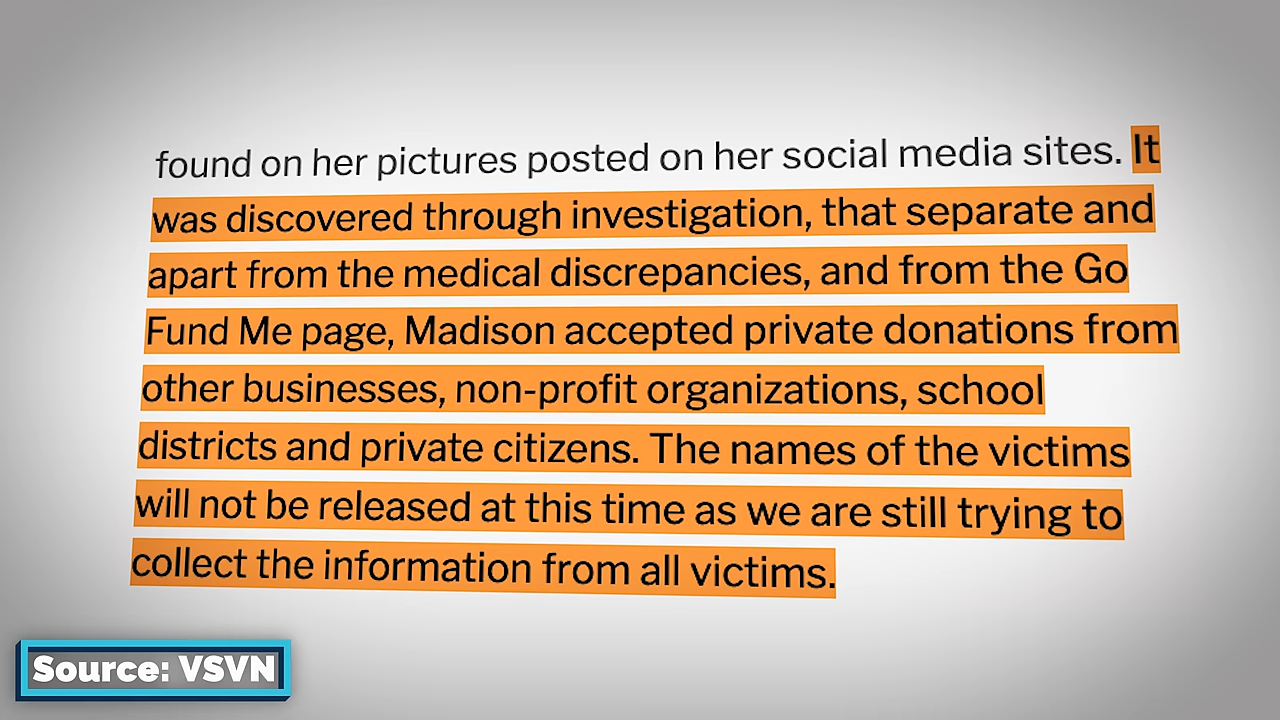 found on her pictures posted on her social media sites. It
was discovered through investigation, that separate and
apart from the medical discrepancies, and from the Go
Fund Me page, Madison accepted private donations from
other businesses, non-profit organizations, school
districts and private citizens. The names of the victims
will not be released at this time as we are still trying to
collect the information from all victims.
Source: VSVN